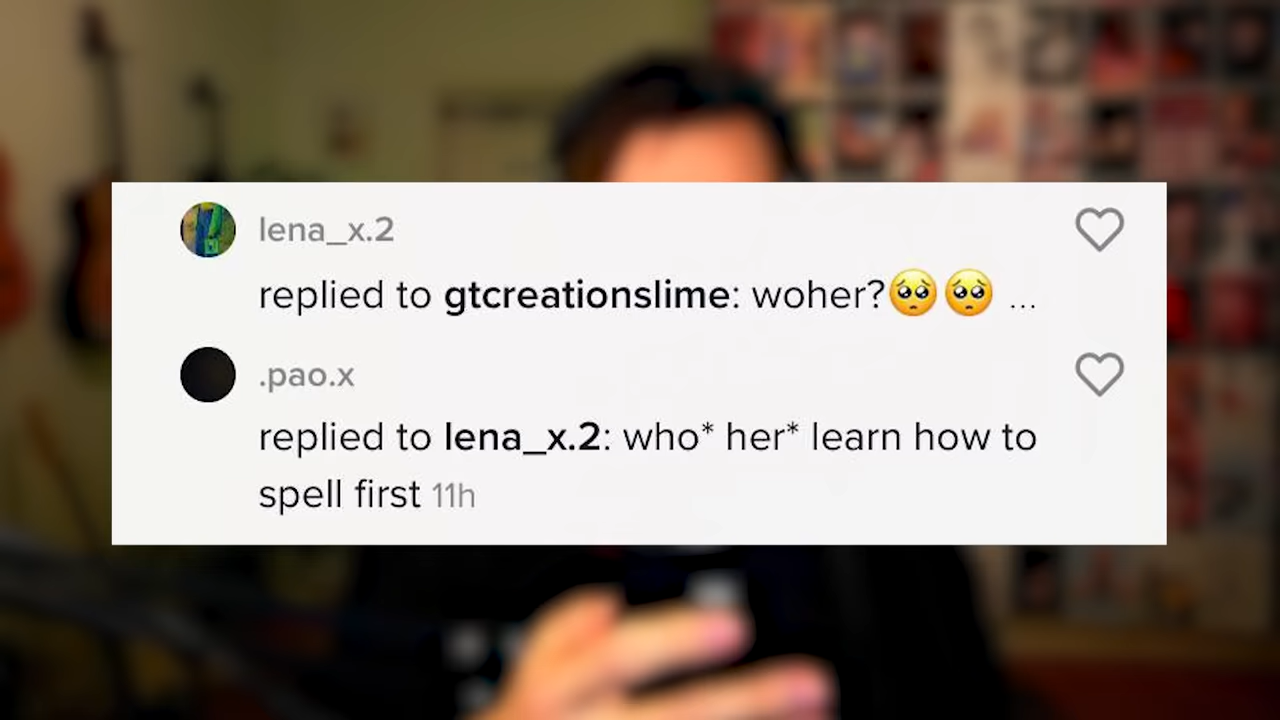 lena_x.2
replied to gtcreationslime: woher?🥺🥺 ...
.pao.x
replied to lena_x.2: who* her* learn how to
spell first 11h